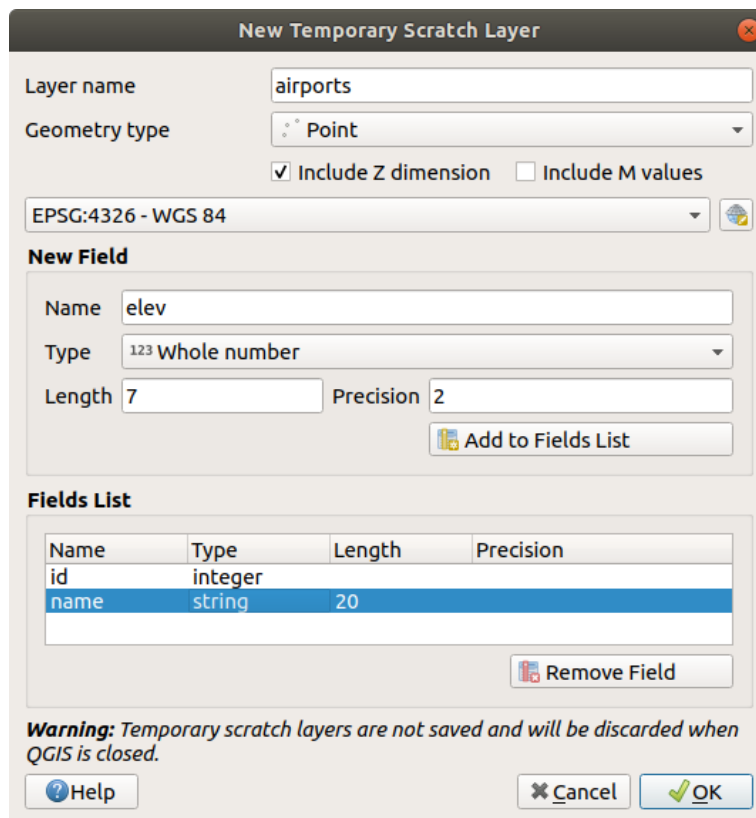 New Temporary Scratch Layer
Layer name airports
Geometry type Point
Include Z dimension Include M values
EPSG:4326 - WGS 84
New Field
Name elev
Type 123 Whole number
Length 7 Precision 2
Add to Fields List
Fields List
Name Type Length Precision
id integer
name string 20
Remove Field
Warning: Temporary scratch layers are not saved and will be discarded when
QGIS is closed.
?Help Cancel OK